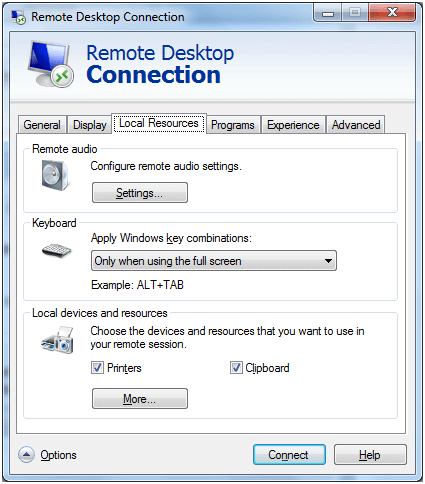 Remote Desktop Connection
Remote Desktop
Connection
General Display Local Resources Programs Experience Advanced
Remote audio
Configure remote audio settings.
Settings...
Keyboard
Apply Windows key combinations:
Only when using the full screen
Example: ALT+TAB
Local devices and resources
Choose the devices and resources that you want to use in
your remote session.
Printers Clipboard
More...
Options Connect Help